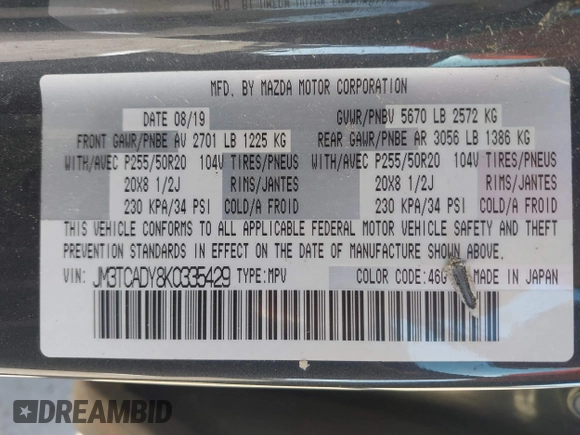 MFD. BY MAZDA MOTOR CORPORATION
DATE 08/19 GVWR/PNBV 5670 LB 2572 KG
FRONT GAWR/PNBE AV 2701 LB 1225 KG REAR GAWR/PNBE AR 3056 LB 1386 KG
WITH/AVEC P255/50R20 104V TIRES/PNEUS WITH/AVEC P255/50R20 104V TIRES/PNEUS
20X8 1/2J RIMS/JANTES 20X8 1/2J RIMS/JANTES
230 KPA/34 PSI COLD/A FROID 230 KPA/34 PSI COLD/A FROID
THIS VEHICLE CONFORMS TO ALL APPLICABLE FEDERAL MOTOR VEHICLE SAFETY AND THEFT
PREVENTION STANDARDS IN EFFECT ON THE DATE OF MANUFACTURE SHOWN ABOVE.
VIN: JM3TCADY8K0335429 TYPE:MPV COLOR CODE:46G MADE IN JAPAN
DREAMBID